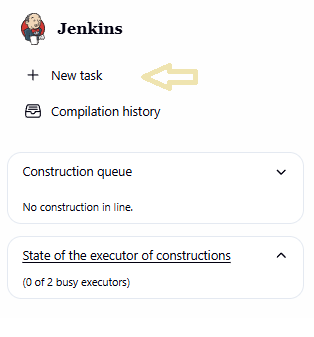 Jenkins
New task
Compilation history
Construction queue
No construction in line.
State of the executor of constructions
(0 of 2 busy executors)